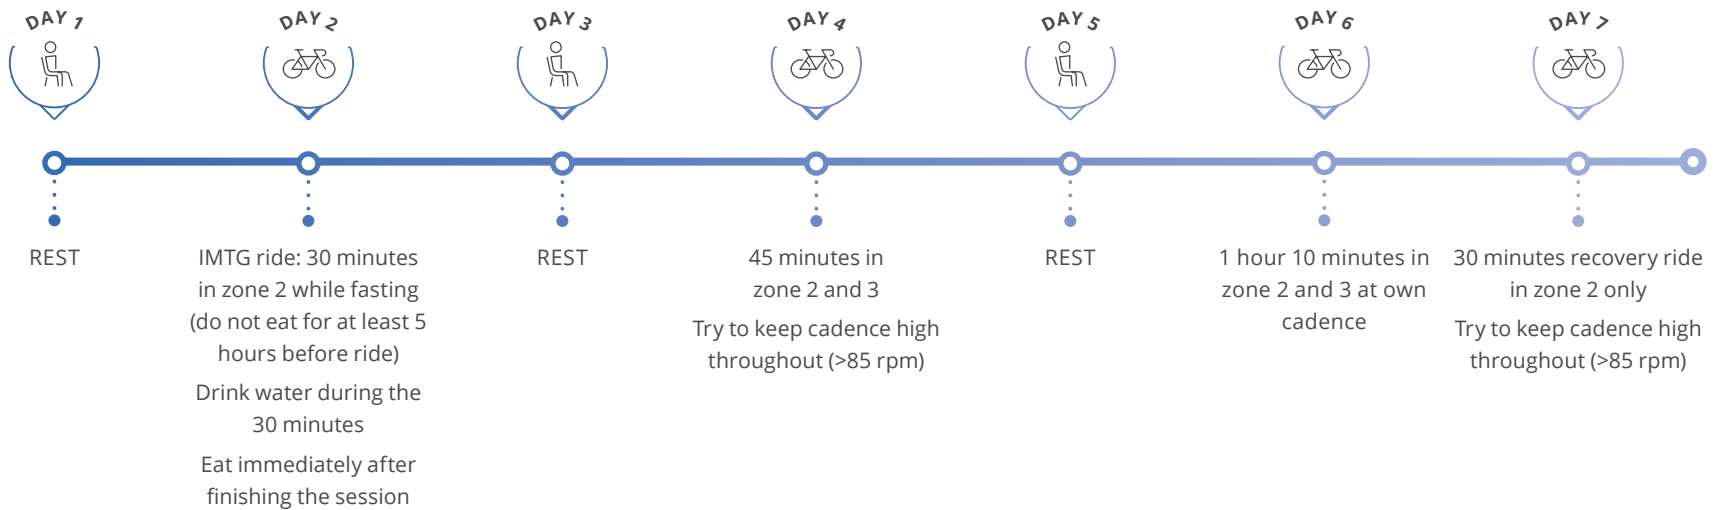 DAY 1
DAY 2
DAY 3
DAY 4
DAY 5
DAY 6
DAY 7
REST
IMTG ride: 30 minutes
in zone 2 while fasting
(do not eat for at least 5
hours before ride)
Drink water during the
30 minutes
Eat immediately after
finishing the session
REST
45 minutes in
zone 2 and 3
Try to keep cadence high
throughout (>85 rpm)
REST
1 hour 10 minutes in
zone 2 and 3 at own
cadence
30 minutes recovery ride
in zone 2 only
Try to keep cadence high
throughout (>85 rpm)